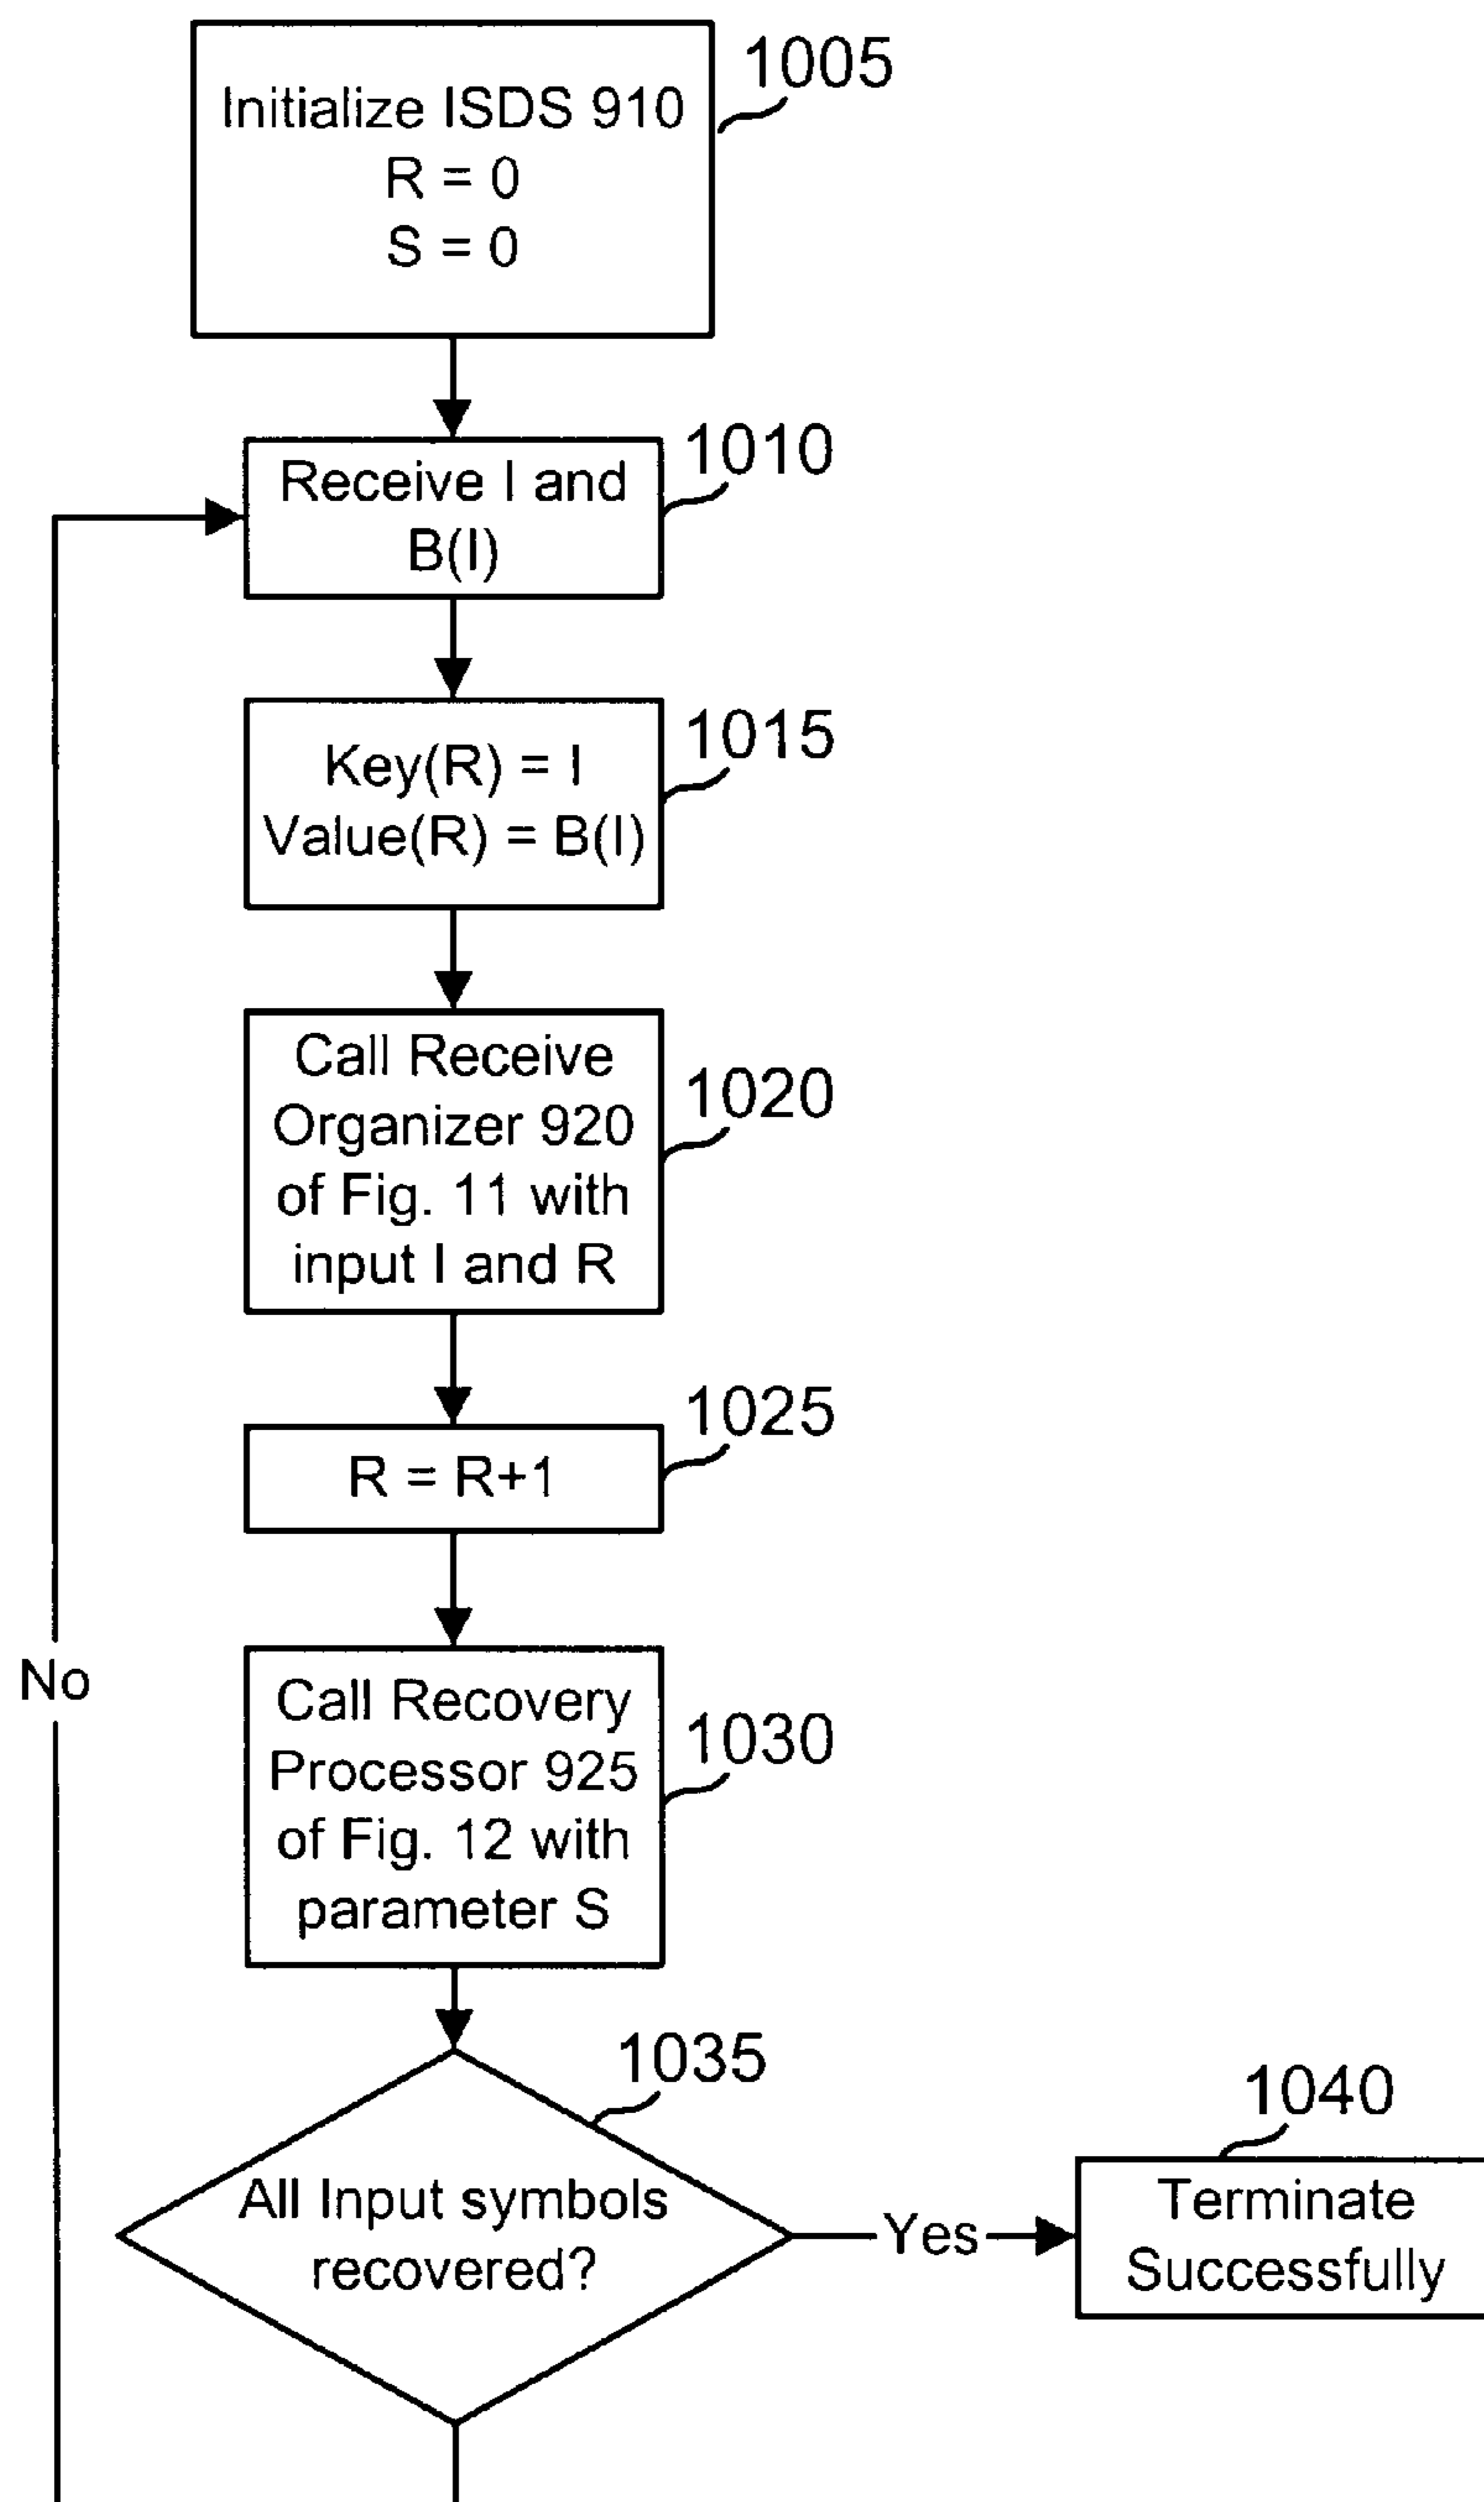 1005
Initialize ISDS 910
R = 0
S = 0
1010
Receive I and
B(I)
1015
Key(R) = I
Value(R) = B(I)
Call Receive
1020
Organizer 920
of Fig. 11 with
input I and R
1025
R = R+1
No
Call Recovery
1030
Processor 925
of Fig. 12 with
parameter S
1035
1040
All Input symbols
recovered?
Yes
Terminate
Successfully